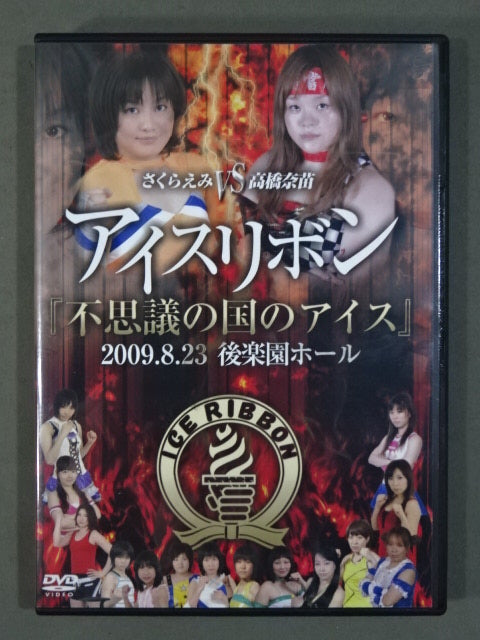 さくらえみ VS 高橋奈苗
アイスリボン
『不思議の国のアイス』
2009.8.23 後楽園ホール
ICE RIBBON
DVD
VIDEO